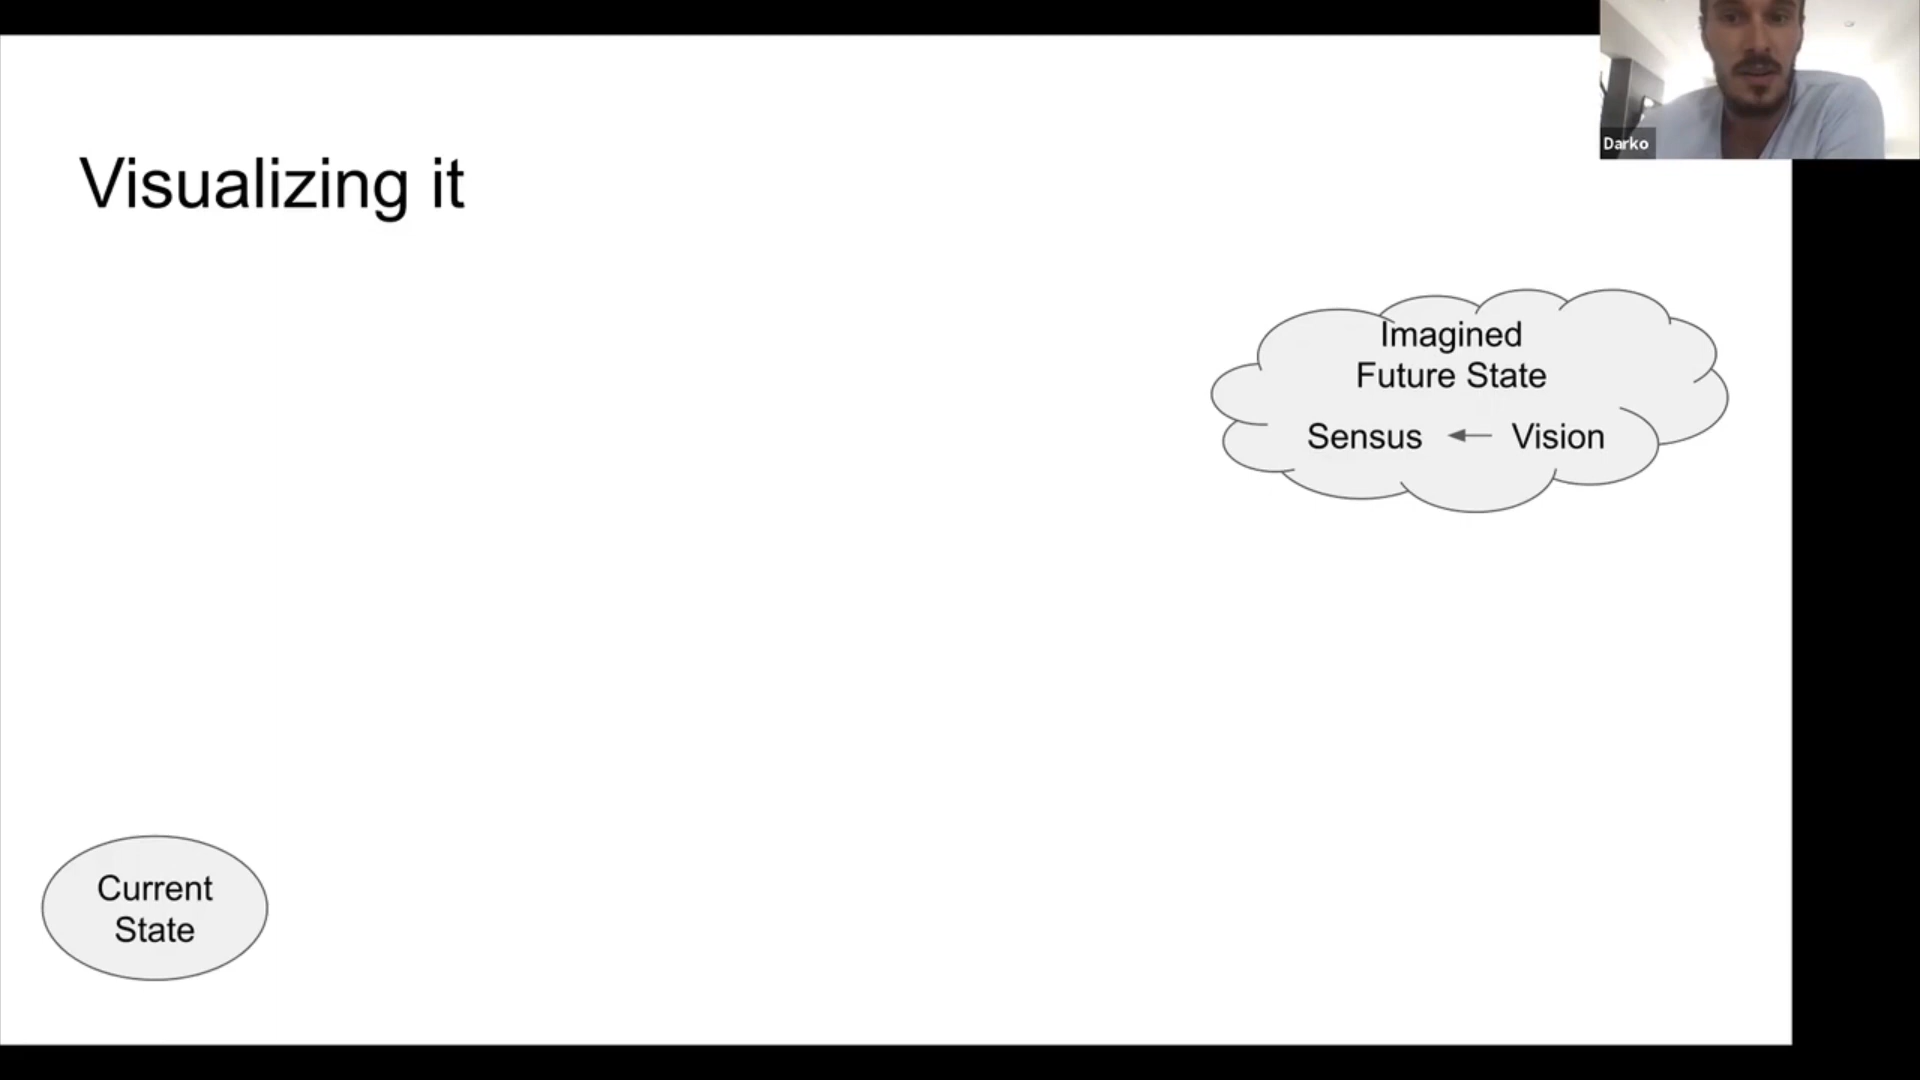 Darko
Visualizing it
Imagined
Future State
Sensus Vision
Current
State